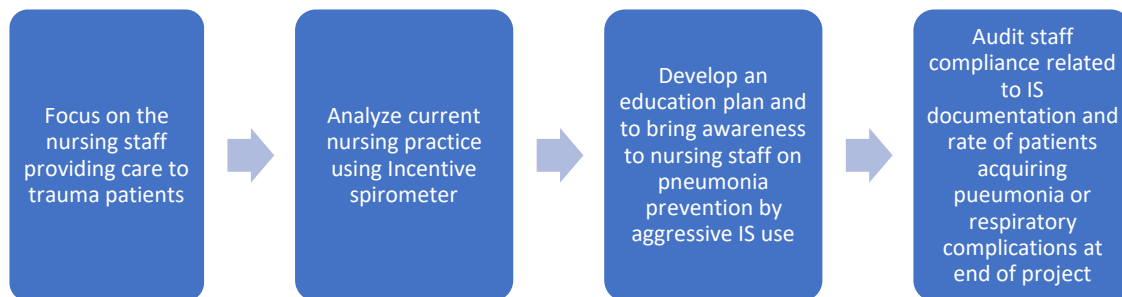 Focus on the
nursing staff
providing care to
trauma patients
Analyze current
nursing practice
using Incentive
spirometer
Develop an
education plan and
to bring awareness
to nursing staff on
pneumonia
prevention by
aggressive IS use
Audit staff
compliance related
to IS
documentation and
rate of patients
acquiring
pueumonia or
respiratory
complications at
end of project